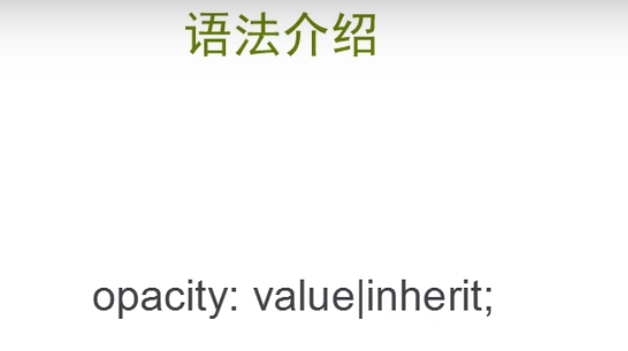 语法介绍
opacity: value|inherit;